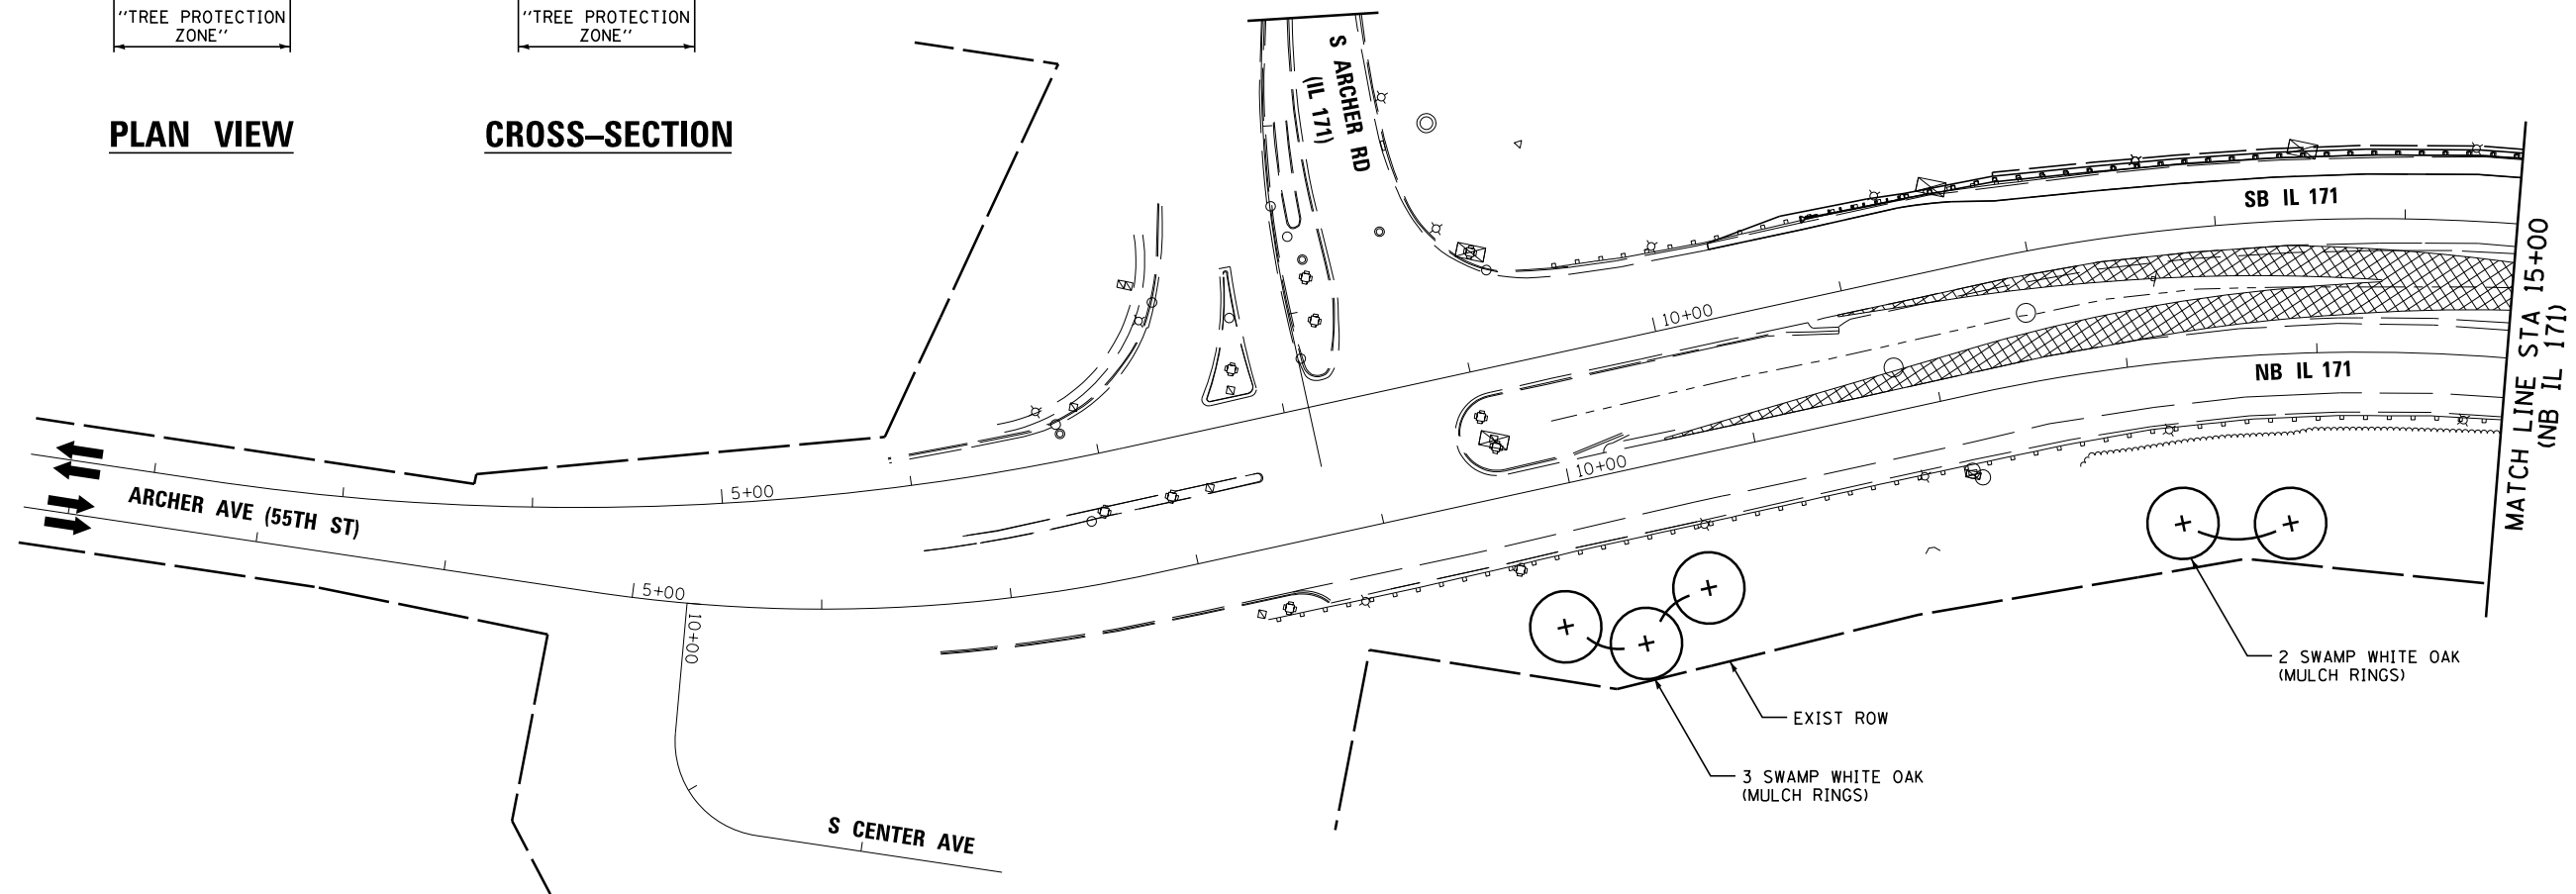 "TREE PROTECTION
ZONE"
"TREE PROTECTION
ZONE"
PLAN VIEW
CROSS-SECTION
S ARCHER RD
(IL 171)
SB IL 171
10+00
NB IL 171
MATCH LINE STA 15+00
(NB IL 171)
10+00
5+00
ARCHER AVE (55TH ST)
5+00
10+00
2 SWAMP WHITE OAK
(MULCH RINGS)
EXIST ROW
3 SWAMP WHITE OAK
(MULCH RINGS)
S CENTER AVE